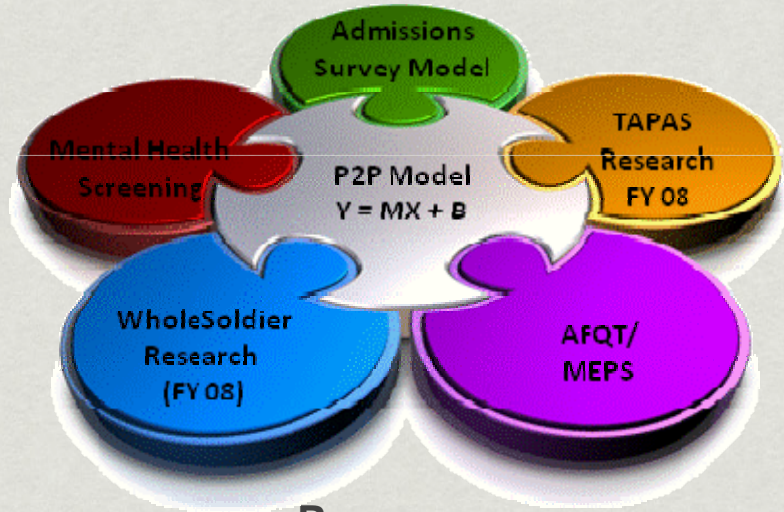 Admissions
Survey Model
Mental Health
Screening
TAPAS
Research
FY 08
P2P Model
Y = MX + B
WholeSoldier
Research
(FY 08)
AFQT/
MEPS